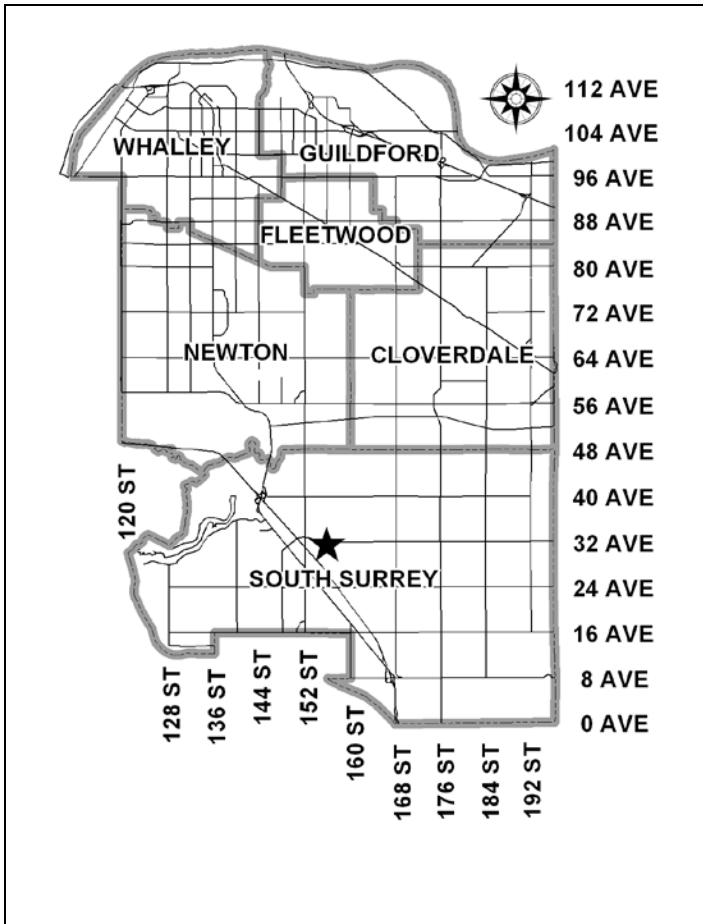 112 AVE
104 AVE
WHALLEY
GUILDFORD
96 AVE
88 AVE
FLEETWOOD
80 AVE
72 AVE
NEWTON
CLOVERDALE
64 AVE
56 AVE
48 AVE
120 ST
40 AVE
32 AVE
SOUTH SURREY
24 AVE
16 AVE
8 AVE
0 AVE
128 ST
136 ST
144 ST
152 ST
160 ST
168 ST
176 ST
184 ST
192 ST